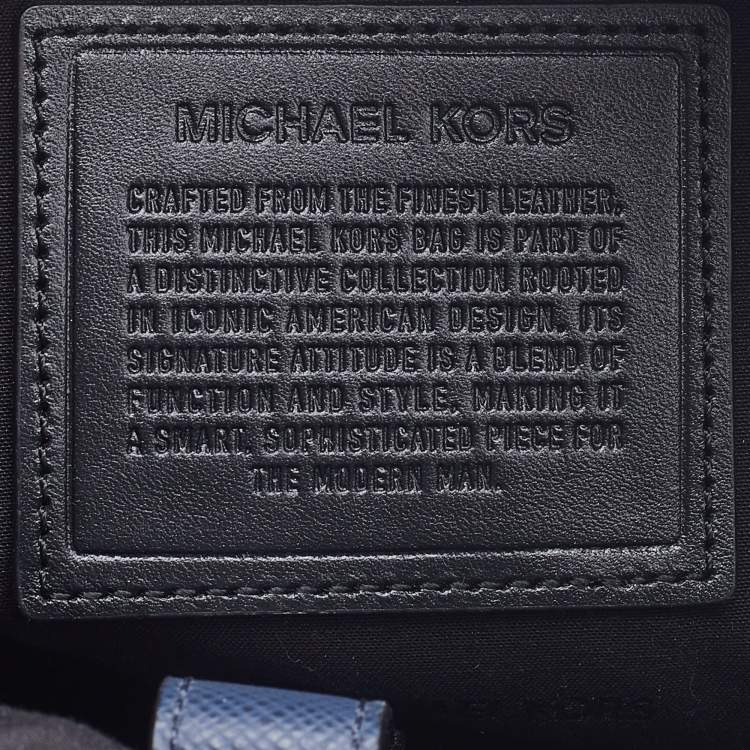 MICHAEL KORS
CRAFTED FROM THE FINEST LEATHER,
THIS MICHAEL KORS BAG IS PART OF
A DISTINCTIVE COLLECTION ROOTED
IN ICONIC AMERICAN DESIGN. ITS
SIGNATURE ATTITUDE IS A BLEND OF
FUNCTION AND STYLE, MAKING IT
A SMART, SOPHISTICATED PIECE FOR
THE MODERN MAN.
KORS